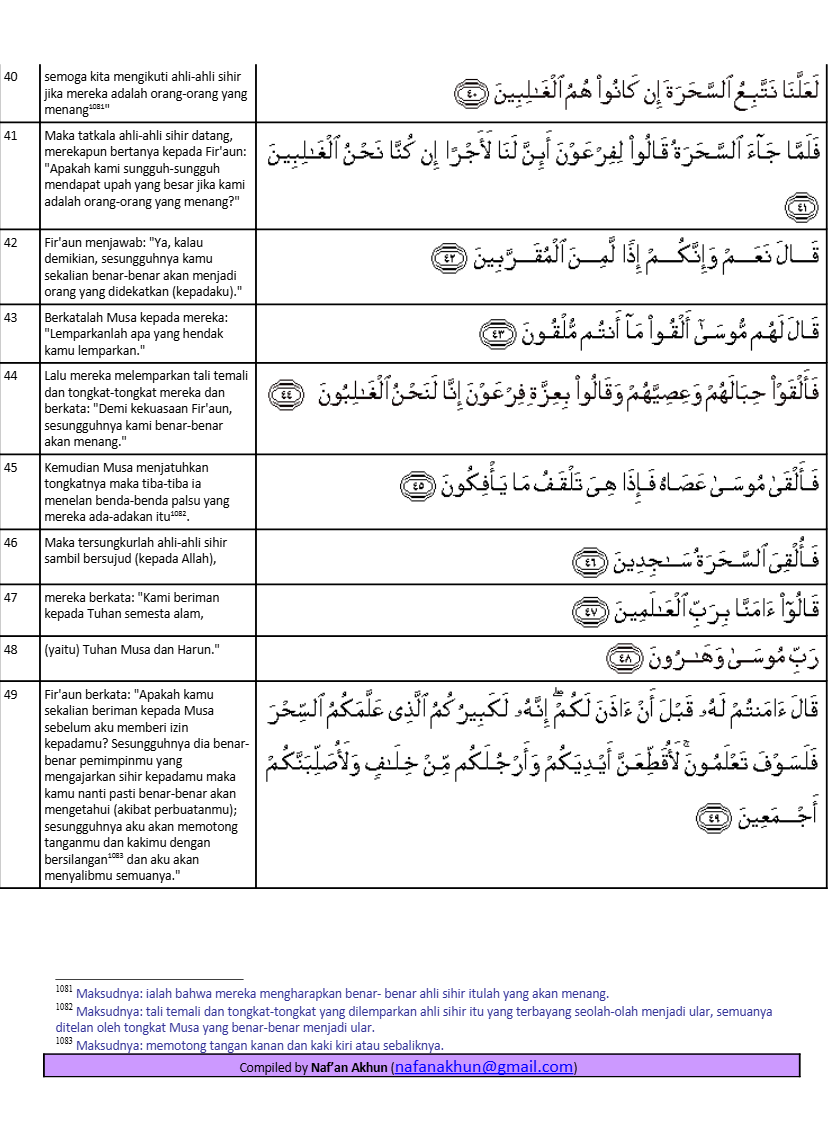 40
semoga kita mengikuti ahli-ahli sihir
jika mereka adalah orang-orang yang
menang1081"
لَعَلَّنَا نَتَّبِعُ ٱلسَّحَرَةَ إِن كَانُوا۟ هُمُ ٱلْغَـٰلِبِينَ ٤٠
41
Maka tatkala ahli-ahli sihir datang,
merekapun bertanya kepada Fir'aun:
"Apakah kami sungguh-sungguh
mendapat upah yang besar jika kami
adalah orang-orang yang menang?"
فَلَمَّا جَآءَ ٱلسَّحَرَةُ قَالُوا۟ لِفِرْعَوْنَ أَئِنَّ لَنَا لَأَجْرًا إِن كُنَّا نَحْنُ ٱلْغَـٰلِبِينَ
٤١
42
Fir'aun menjawab: "Ya, kalau
demikian, sesungguhnya kamu
sekalian benar-benar akan menjadi
orang yang didekatkan (kepadaku)."
قَالَ نَعَمْ وَإِنَّكُمْ إِذًا لَّمِنَ ٱلْمُقَرَّبِينَ ٤٢
43
Berkatalah Musa kepada mereka:
"Lemparkanlah apa yang hendak
kamu lemparkan."
قَالَ لَهُم مُّوسَىٰٓ أَلْقُوا۟ مَآ أَنتُم مُّلْقُونَ ٤٣
44
Lalu mereka melemparkan tali temali
dan tongkat-tongkat mereka dan
berkata: "Demi kekuasaan Fir'aun,
sesungguhnya kami benar-benar
akan menang."
فَأَلْقَوْا۟ حِبَالَهُمْ وَعِصِيَّهُمْ وَقَالُوا۟ بِعِزَّةِ فِرْعَوْنَ إِنَّا لَنَحْنُ ٱلْغَـٰلِبُونَ ٤٤
45
Kemudian Musa menjatuhkan
tongkatnya maka tiba-tiba ia
menelan benda-benda palsu yang
mereka ada-adakan itu1082.
فَأَلْقَىٰ مُوسَىٰ عَصَاهُ فَإِذَا هِىَ تَلْقَفُ مَا يَأْفِكُونَ ٤٥
46
Maka tersungkurlah ahli-ahli sihir
sambil bersujud (kepada Allah),
فَأُلْقِىَ ٱلسَّحَرَةُ سَـٰجِدِينَ ٤٦
47
mereka berkata: "Kami beriman
kepada Tuhan semesta alam,
قَالُوٓا۟ ءَامَنَّا بِرَبِّ ٱلْعَـٰلَمِينَ ٤٧
48
(yaitu) Tuhan Musa dan Harun."
رَبِّ مُوسَىٰ وَهَـٰرُونَ ٤٨
49
Fir'aun berkata: "Apakah kamu
sekalian beriman kepada Musa
sebelum aku memberi izin
kepadamu? Sesungguhnya dia benar-
benar pemimpinmu yang
mengajarkan sihir kepadamu maka
kamu nanti pasti benar-benar akan
mengetahui (akibat perbuatanmu);
sesungguhnya aku akan memotong
tanganmu dan kakimu dengan
bersilangan1083 dan aku akan
menyalibmu semuanya."
قَالَ ءَامَنتُمْ لَهُۥ قَبْلَ أَنْ ءَاذَنَ لَكُمْ ۖ إِنَّهُۥ لَكَبِيرُكُمُ ٱلَّذِى عَلَّمَكُمُ ٱلسِّحْرَ
فَلَسَوْفَ تَعْلَمُونَ ۚ لَأُقَطِّعَنَّ أَيْدِيَكُمْ وَأَرْجُلَكُم مِّنْ خِلَـٰفٍ وَلَأُصَلِّبَنَّكُمْ
أَجْمَعِينَ ٤٩
1081 Maksudnya: ialah bahwa mereka mengharapkan benar- benar ahli sihir itulah yang akan menang.
1082 Maksudnya: tali temali dan tongkat-tongkat yang dilemparkan ahli sihir itu yang terbayang seolah-olah menjadi ular, semuanya
ditelan oleh tongkat Musa yang benar-benar menjadi ular.
1083 Maksudnya: memotong tangan kanan dan kaki kiri atau sebaliknya.
Compiled by Naf'an Akhun (nafanakhun@gmail.com)